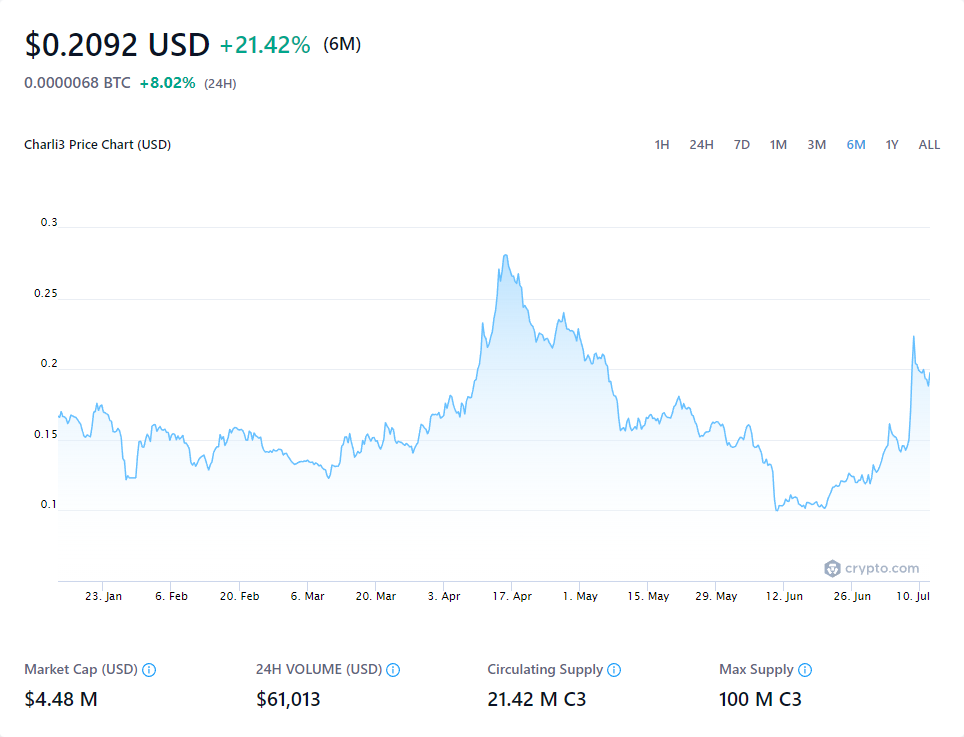 $0.2092 USD +21.42% (6M)
0.0000068 BTC +8.02% (24H)
Charli3 Price Chart (USD) 1H 24H 7D 1M 3M 6M 1Y ALL
0.3
0.25
0.2
0.15
0.1
crypto.com
23. Jan 6. Feb 20. Feb 6. Mar 20. Mar 3. Apr 17. Apr 1. May 15. May 29. May 12. Jun 26. Jun 10. Jul
Market Cap (USD) 24H VOLUME (USD) Circulating Supply Max Supply
$4.48 M $61,013 21.42 M C3 100 M C3